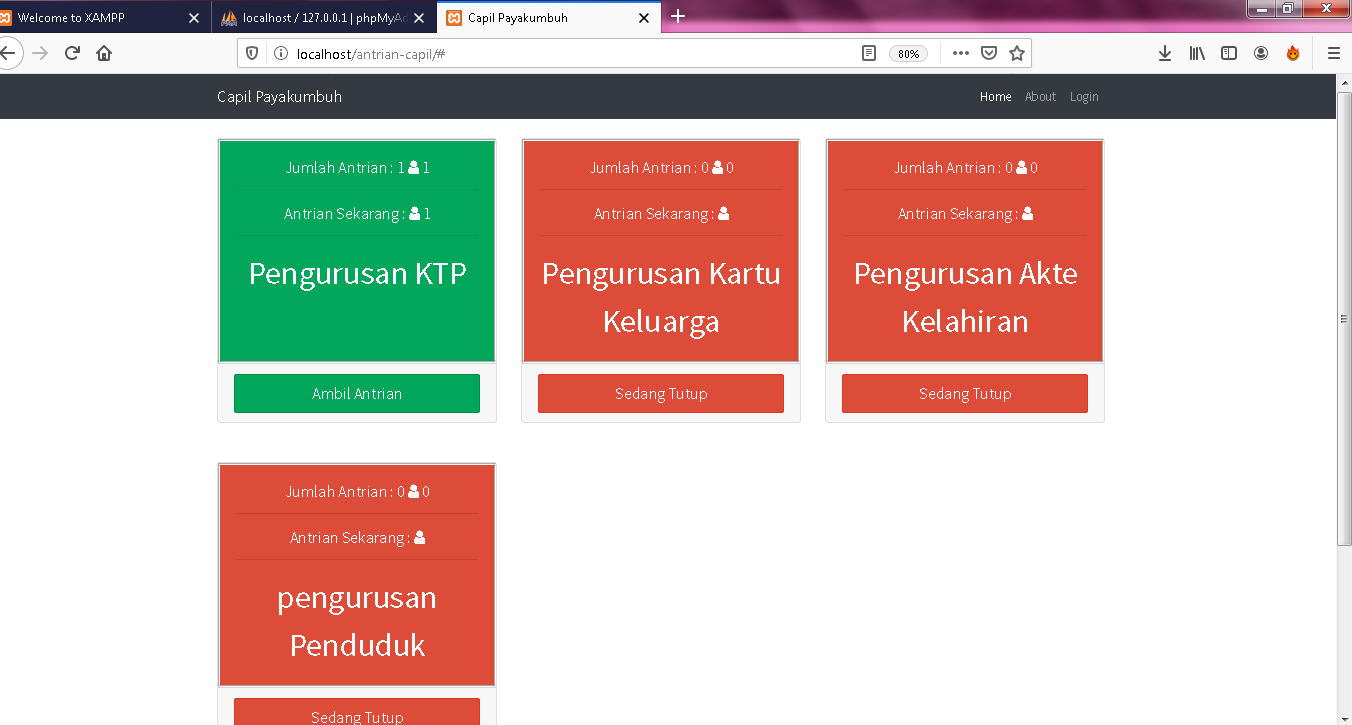 Welcome to XAMPP
localhost / 127.0.0.1 | phpMyAd
Capil Payakumbuh
localhost/antrian-capil/#
80%
Capil Payakumbuh
Home
About
Login
Jumlah Antrian : 1 1
Antrian Sekarang : 1
Pengurusan KTP
Ambil Antrian
Jumlah Antrian : 0 0
Antrian Sekarang :
Pengurusan Kartu
Keluarga
Sedang Tutup
Jumlah Antrian : 0 0
Antrian Sekarang :
Pengurusan Akte
Kelahiran
Sedang Tutup
Jumlah Antrian : 0 0
Antrian Sekarang :
pengurusan
Penduduk
Sedang Tutup